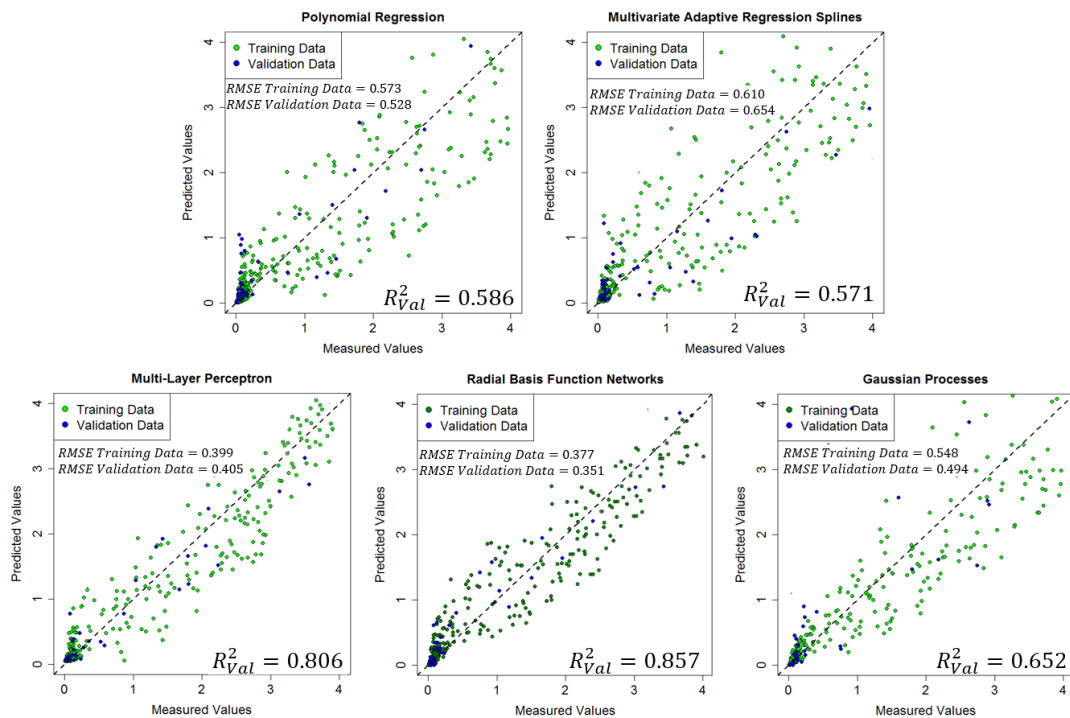 Polynomial Regression
Training Data
Validation Data
RMSE Training Data = 0.573
RMSE Validation Data = 0.528
R²Val = 0.586
Predicted Values
4
3
2
1
0
0 1 2 3 4
Measured Values
Multivariate Adaptive Regression Splines
Training Data
Validation Data
RMSE Training Data = 0.610
RMSE Validation Data = 0.654
R²Val = 0.571
Predicted Values
4
3
2
1
0
0 1 2 3 4
Measured Values
Multi-Layer Perceptron
Training Data
Validation Data
RMSE Training Data = 0.399
RMSE Validation Data = 0.405
R²Val = 0.806
Predicted Values
4
3
2
1
0
0 1 2 3 4
Measured Values
Radial Basis Function Networks
Training Data
Validation Data
RMSE Training Data = 0.377
RMSE Validation Data = 0.351
R²Val = 0.857
Predicted Values
4
3
2
1
0
0 1 2 3 4
Measured Values
Gaussian Processes
Training Data
Validation Data
RMSE Training Data = 0.548
RMSE Validation Data = 0.494
R²Val = 0.652
Predicted Values
4
3
2
1
0
0 1 2 3 4
Measured Values